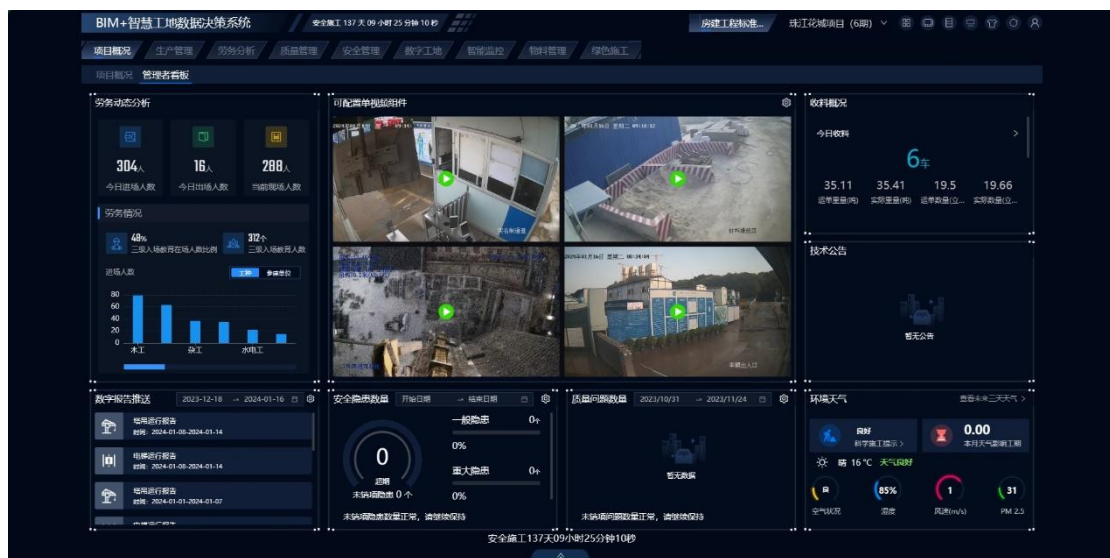 BIM+智慧工地数据决策系统
安全施工 137 天 09 小时 25 分钟 10 秒
房建工程标准...
珠江花城项目（6期）
项目概况
生产管理
劳务分析
质量管理
安全管理
数字工地
智能监控
物料管理
绿色施工
项目概况 管理者看板
劳务动态分析
304人
16人
288人
今日进场人数
今日出场人数
当前现场人数
劳务情况
48%
三级入场教育在场人数比例
312个
三级入场教育人数
进场人数
工种 参建单位
80
60
40
20
0
木工
杂工
水电工
可配置单视频组件
车辆出入口
收料概况
今日收料
6车
35.11
35.41
19.5
19.66
运单重量(吨)
实际重量(吨)
运单数量(立...
实际数量(立...
技术公告
暂无公告
数字报告推送
2023-12-18 → 2024-01-16
塔吊运行报告
时间：2024-01-08-2024-01-14
电梯运行报告
时间：2024-01-08-2024-01-14
塔吊运行报告
时间：2024-01-01-2024-01-07
电梯运行报告
安全隐患数量
开始日期 → 结束日期
0
超期
未销项隐患 0 个
一般隐患 0个
0%
重大隐患 0个
0%
未销项隐患数量正常，请继续保持
质量问题数量
2023/10/31 → 2023/11/24
暂无数据
未销项问题数量正常，请继续保持
环境天气
查看未来三天天气 >
良好
科学施工提示 >
0.00
本月天气影响工期
晴 16°C 天气良好
良
85%
1
31
空气状况
湿度
风速(m/s)
PM 2.5
安全施工137天09小时25分钟10秒